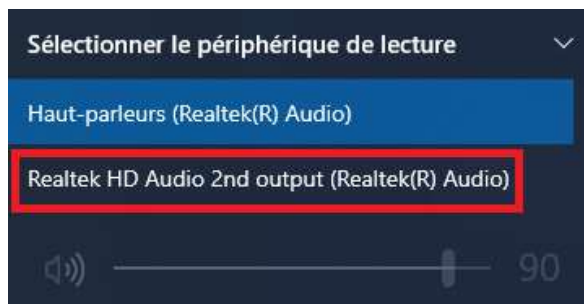 Sélectionner le périphérique de lecture
Haut-parleurs (Realtek(R) Audio)
Realtek HD Audio 2nd output (Realtek(R) Audio)
90